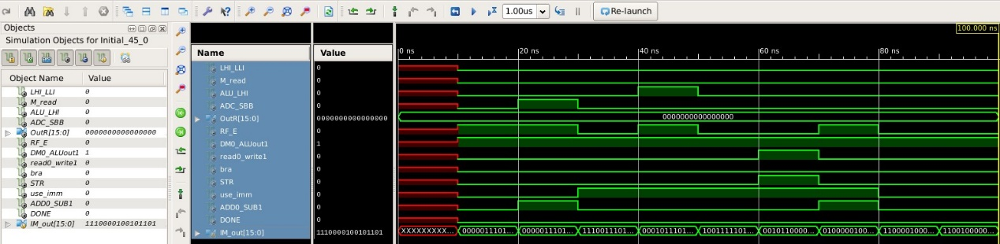 1.00us
Re-launch
Objects
Simulation Objects for Initial_45_0
Object Name Value
LHI_LLI 0
M_read 0
ALU_LHI 0
ADC_SBB 0
OutR[15:0] 0000000000000000
RF_E 0
DM0_ALUout1 1
read0_write1 0
bra 0
STR 0
use_imm 0
ADD0_SUB1 0
DONE 0
IM_out[15:0] 1110000100101101
Name Value
LHI_LLI 0
M_read 0
ALU_LHI 0
ADC_SBB 0
OutR[15:0] 0000000000000000
RF_E 0
DM0_ALUout1 1
read0_write1 0
bra 0
STR 0
use_imm 0
ADD0_SUB1 0
DONE 0
IM_out[15:0] 1110000100101101
100.000 ns
0 ns 20 ns 40 ns 60 ns 80 ns
0000000000000000
XXXXXXXXX... 0000011101... 0000011101... 1110011101... 0001011101... 1001111101... 0010110000... 0100000100... 1100001000... 1100100000...